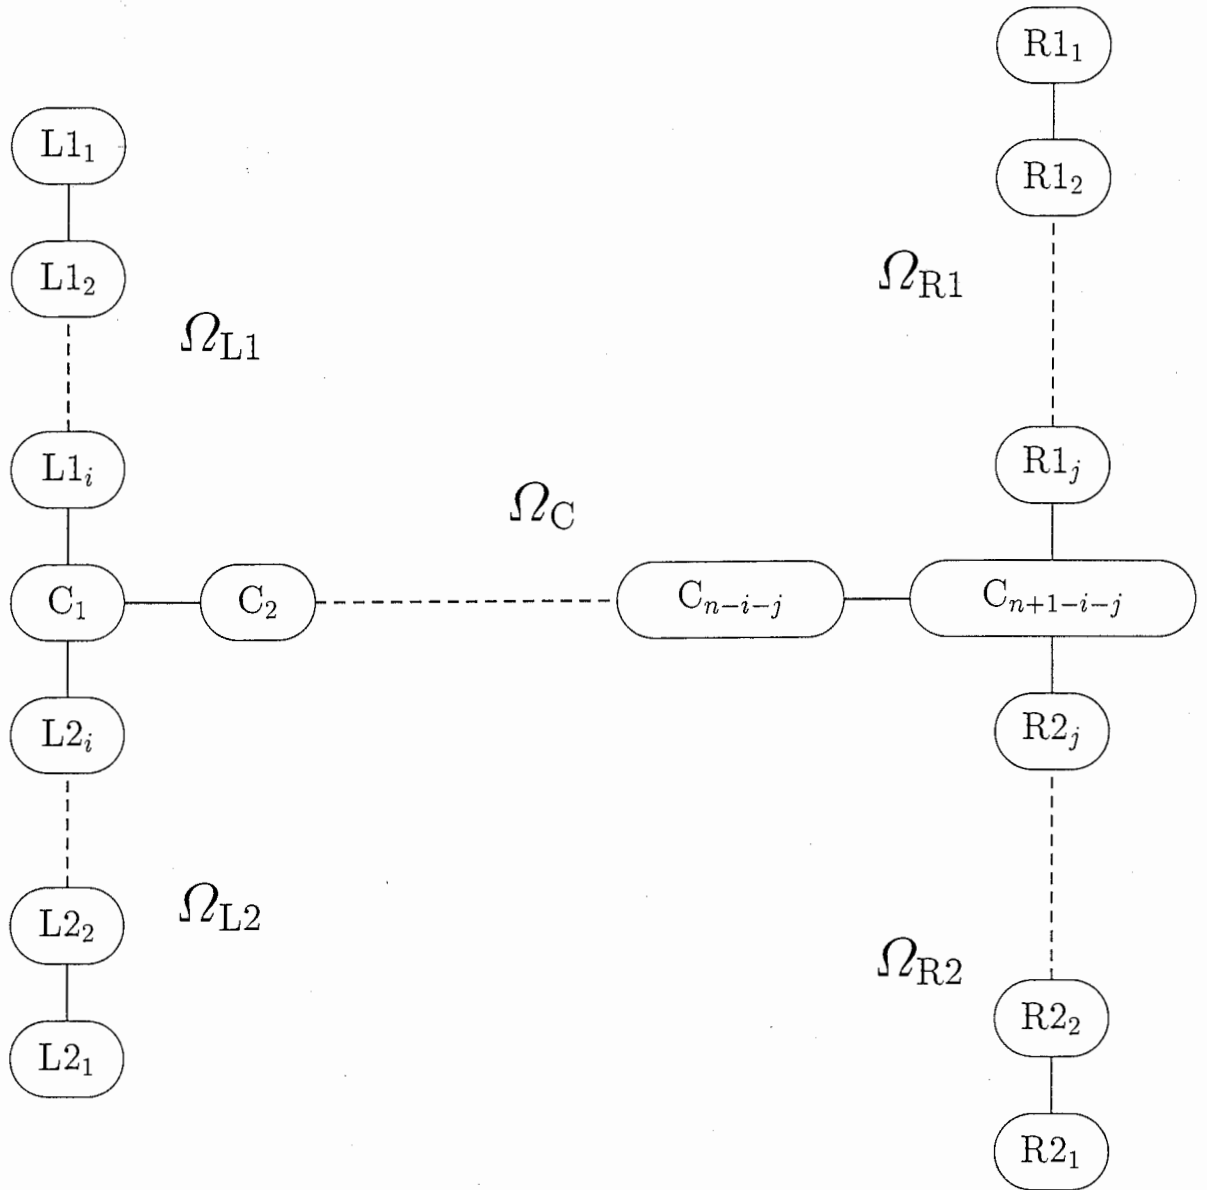 R1₁
L1₁
R1₂
L1₂
Ω_R1
Ω_L1
L1ᵢ
R1ⱼ
Ω_C
C₁
C₂
C_{n−i−j}
C_{n+1−i−j}
L2ᵢ
R2ⱼ
L2₂
Ω_L2
Ω_R2
R2₂
L2₁
R2₁